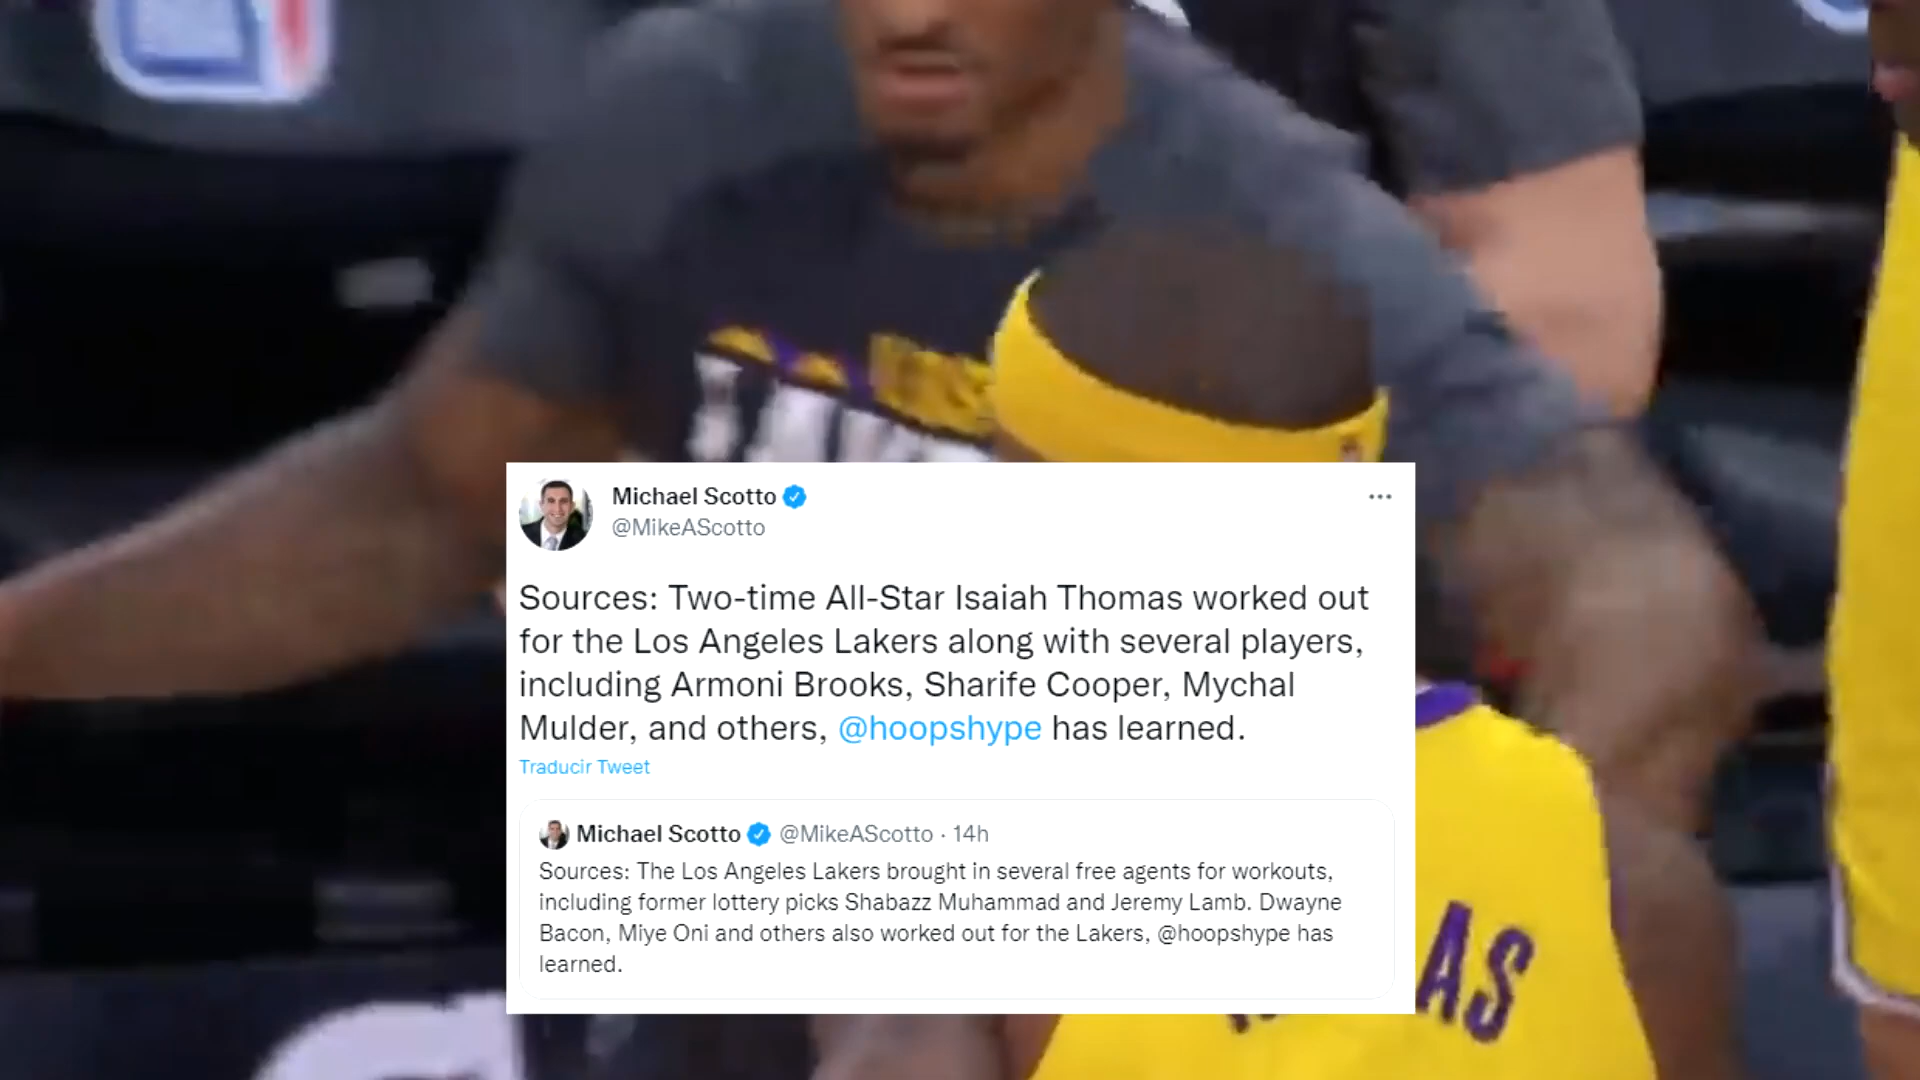 Michael Scotto
@MikeAScotto
Sources: Two-time All-Star Isaiah Thomas worked out
for the Los Angeles Lakers along with several players,
including Armoni Brooks, Sharife Cooper, Mychal
Mulder, and others, @hoopshype has learned.
Traducir Tweet
Michael Scotto @MikeAScotto · 14h
Sources: The Los Angeles Lakers brought in several free agents for workouts,
including former lottery picks Shabazz Muhammad and Jeremy Lamb. Dwayne
Bacon, Miye Oni and others also worked out for the Lakers, @hoopshype has
learned.
AS